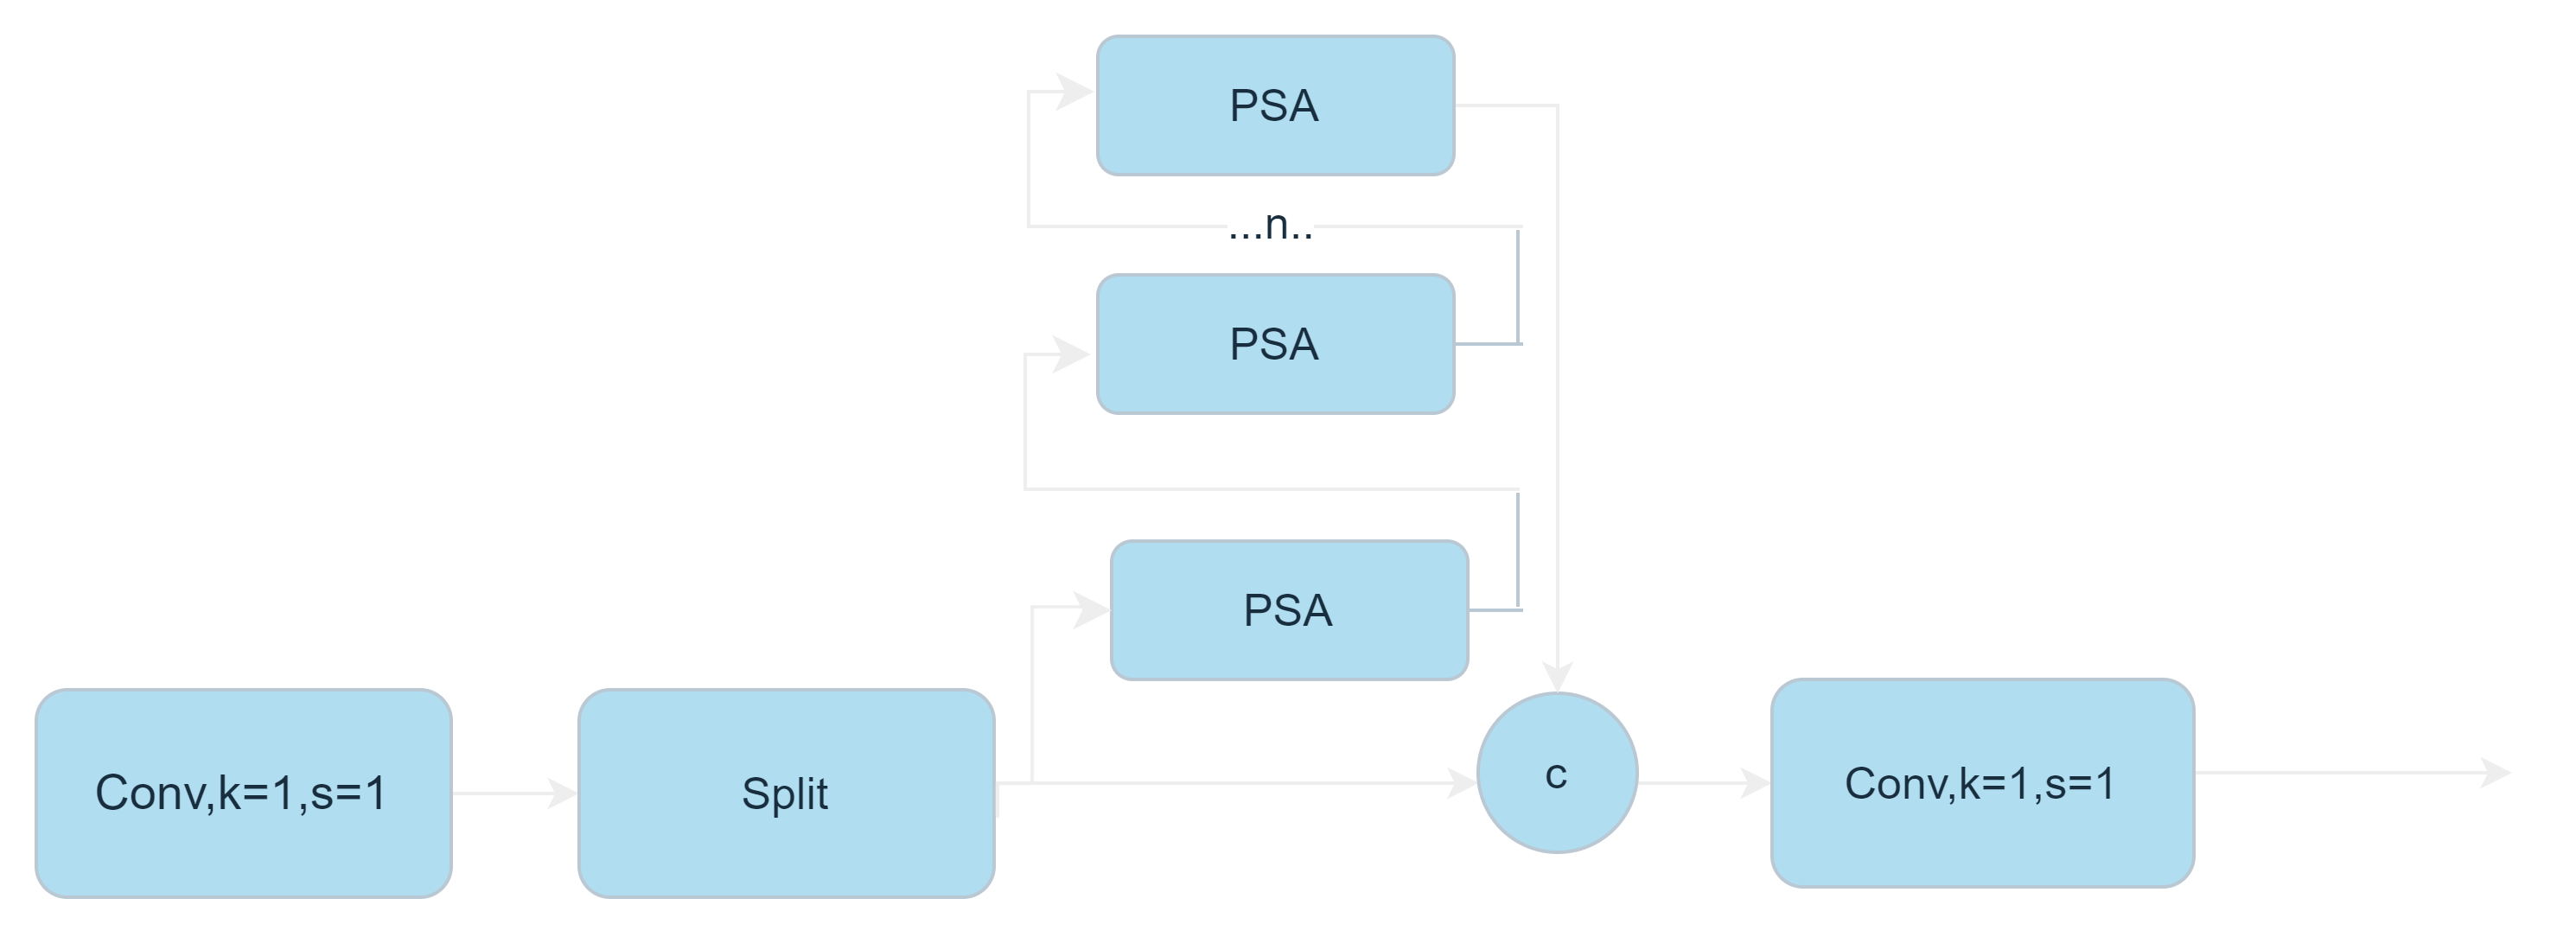 PSA
...n..
PSA
PSA
Conv,k=1,s=1
Split
c
Conv,k=1,s=1